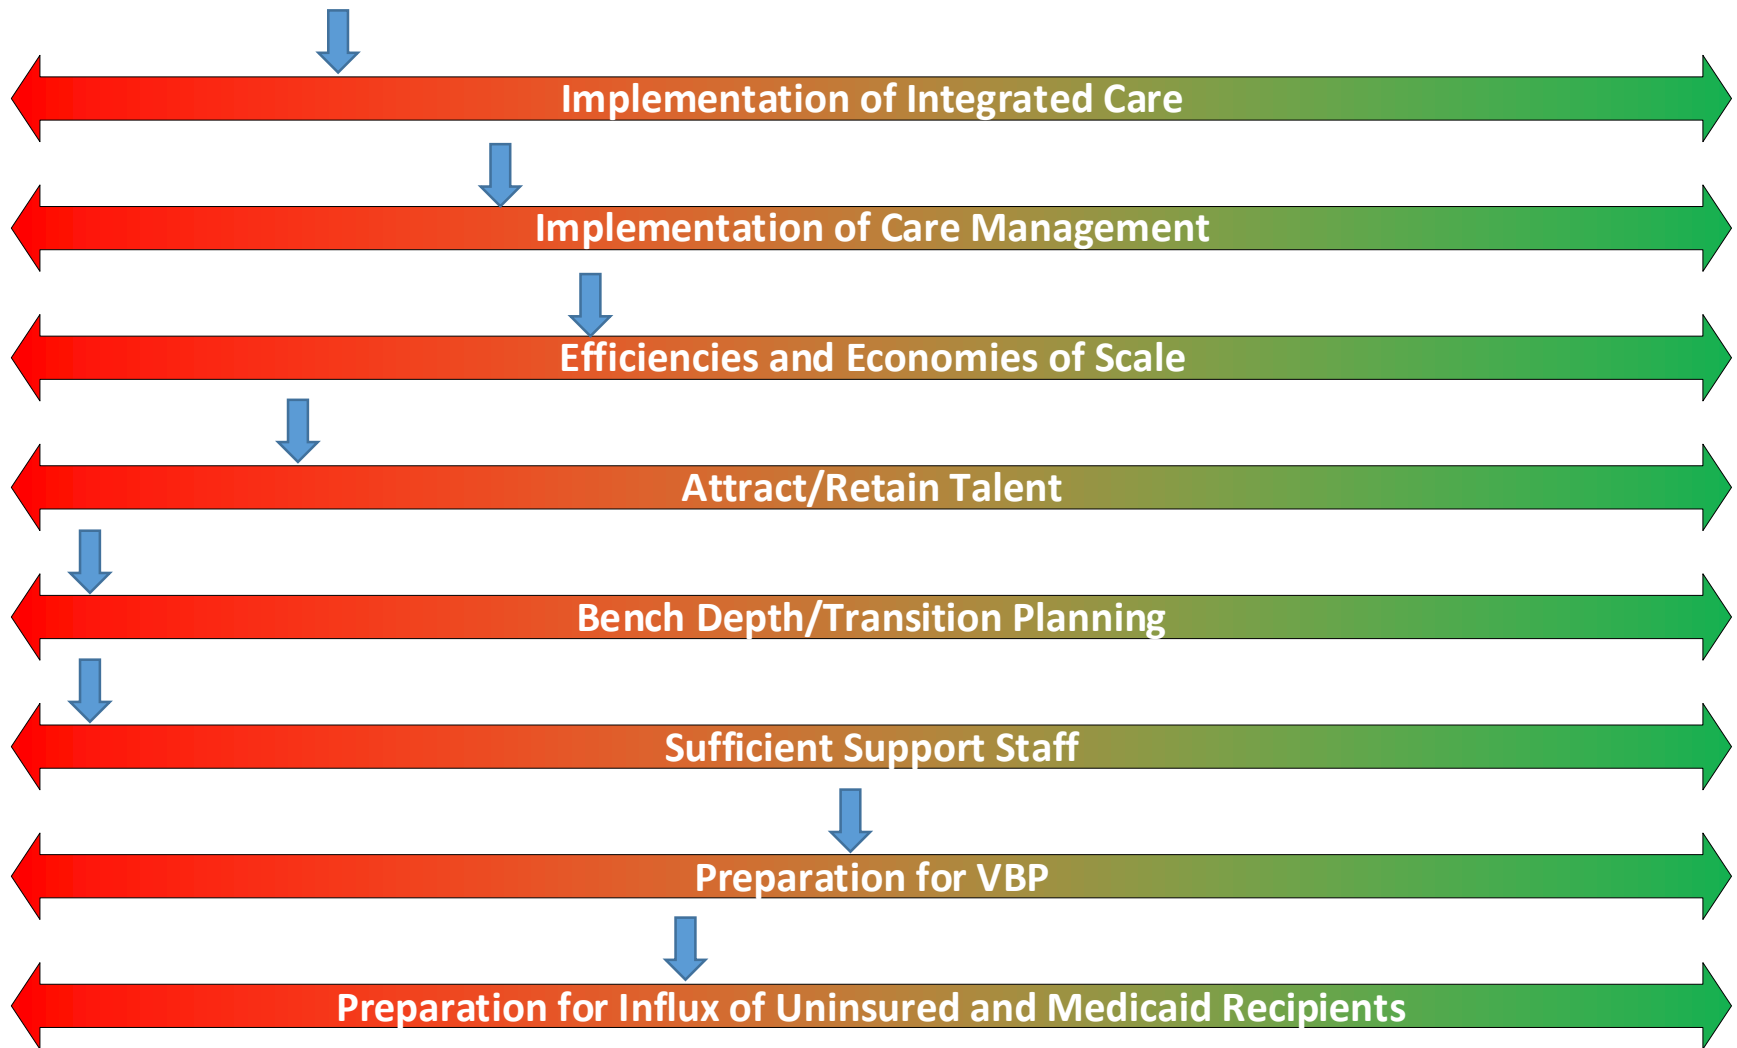 Implementation of Integrated Care
Implementation of Care Management
Efficiencies and Economies of Scale
Attract/Retain Talent
Bench Depth/Transition Planning
Sufficient Support Staff
Preparation for VBP
Preparation for Influx of Uninsured and Medicaid Recipients